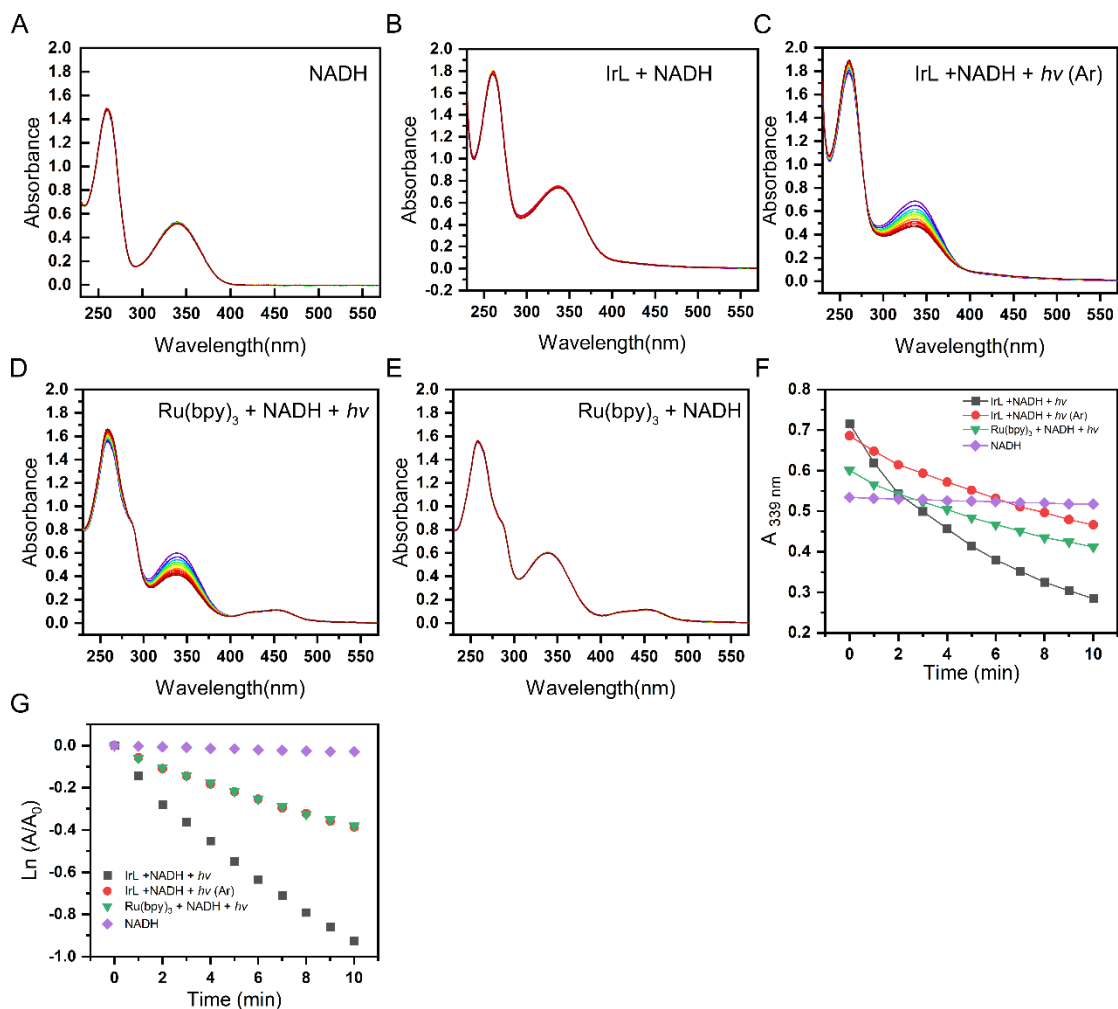 A
NADH
2.0
1.8
1.6
1.4
1.2
1.0
0.8
0.6
0.4
0.2
0.0
Absorbance
250 300 350 400 450 500 550
Wavelength(nm)
B
IrL + NADH
2.0
1.8
1.6
1.4
1.2
1.0
0.8
0.6
0.4
0.2
0.0
-0.2
Absorbance
250 300 350 400 450 500 550
Wavelength(nm)
C
IrL +NADH + hv (Ar)
2.0
1.8
1.6
1.4
1.2
1.0
0.8
0.6
0.4
0.2
0.0
Absorbance
250 300 350 400 450 500 550
Wavelength(nm)
D
Ru(bpy)₃ + NADH + hv
2.0
1.8
1.6
1.4
1.2
1.0
0.8
0.6
0.4
0.2
0.0
Absorbance
250 300 350 400 450 500 550
Wavelength(nm)
E
Ru(bpy)₃ + NADH
2.0
1.8
1.6
1.4
1.2
1.0
0.8
0.6
0.4
0.2
0.0
Absorbance
250 300 350 400 450 500 550
Wavelength(nm)
F
IrL +NADH + hv
IrL +NADH + hv (Ar)
Ru(bpy)₃ + NADH + hv
NADH
0.8
0.7
0.6
0.5
0.4
0.3
0.2
A 339 nm
0 2 4 6 8 10
Time (min)
G
0.0
-0.2
-0.4
-0.6
-0.8
-1.0
Ln (A/A₀)
IrL +NADH + hv
IrL +NADH + hv (Ar)
Ru(bpy)₃ + NADH + hv
NADH
0 2 4 6 8 10
Time (min)